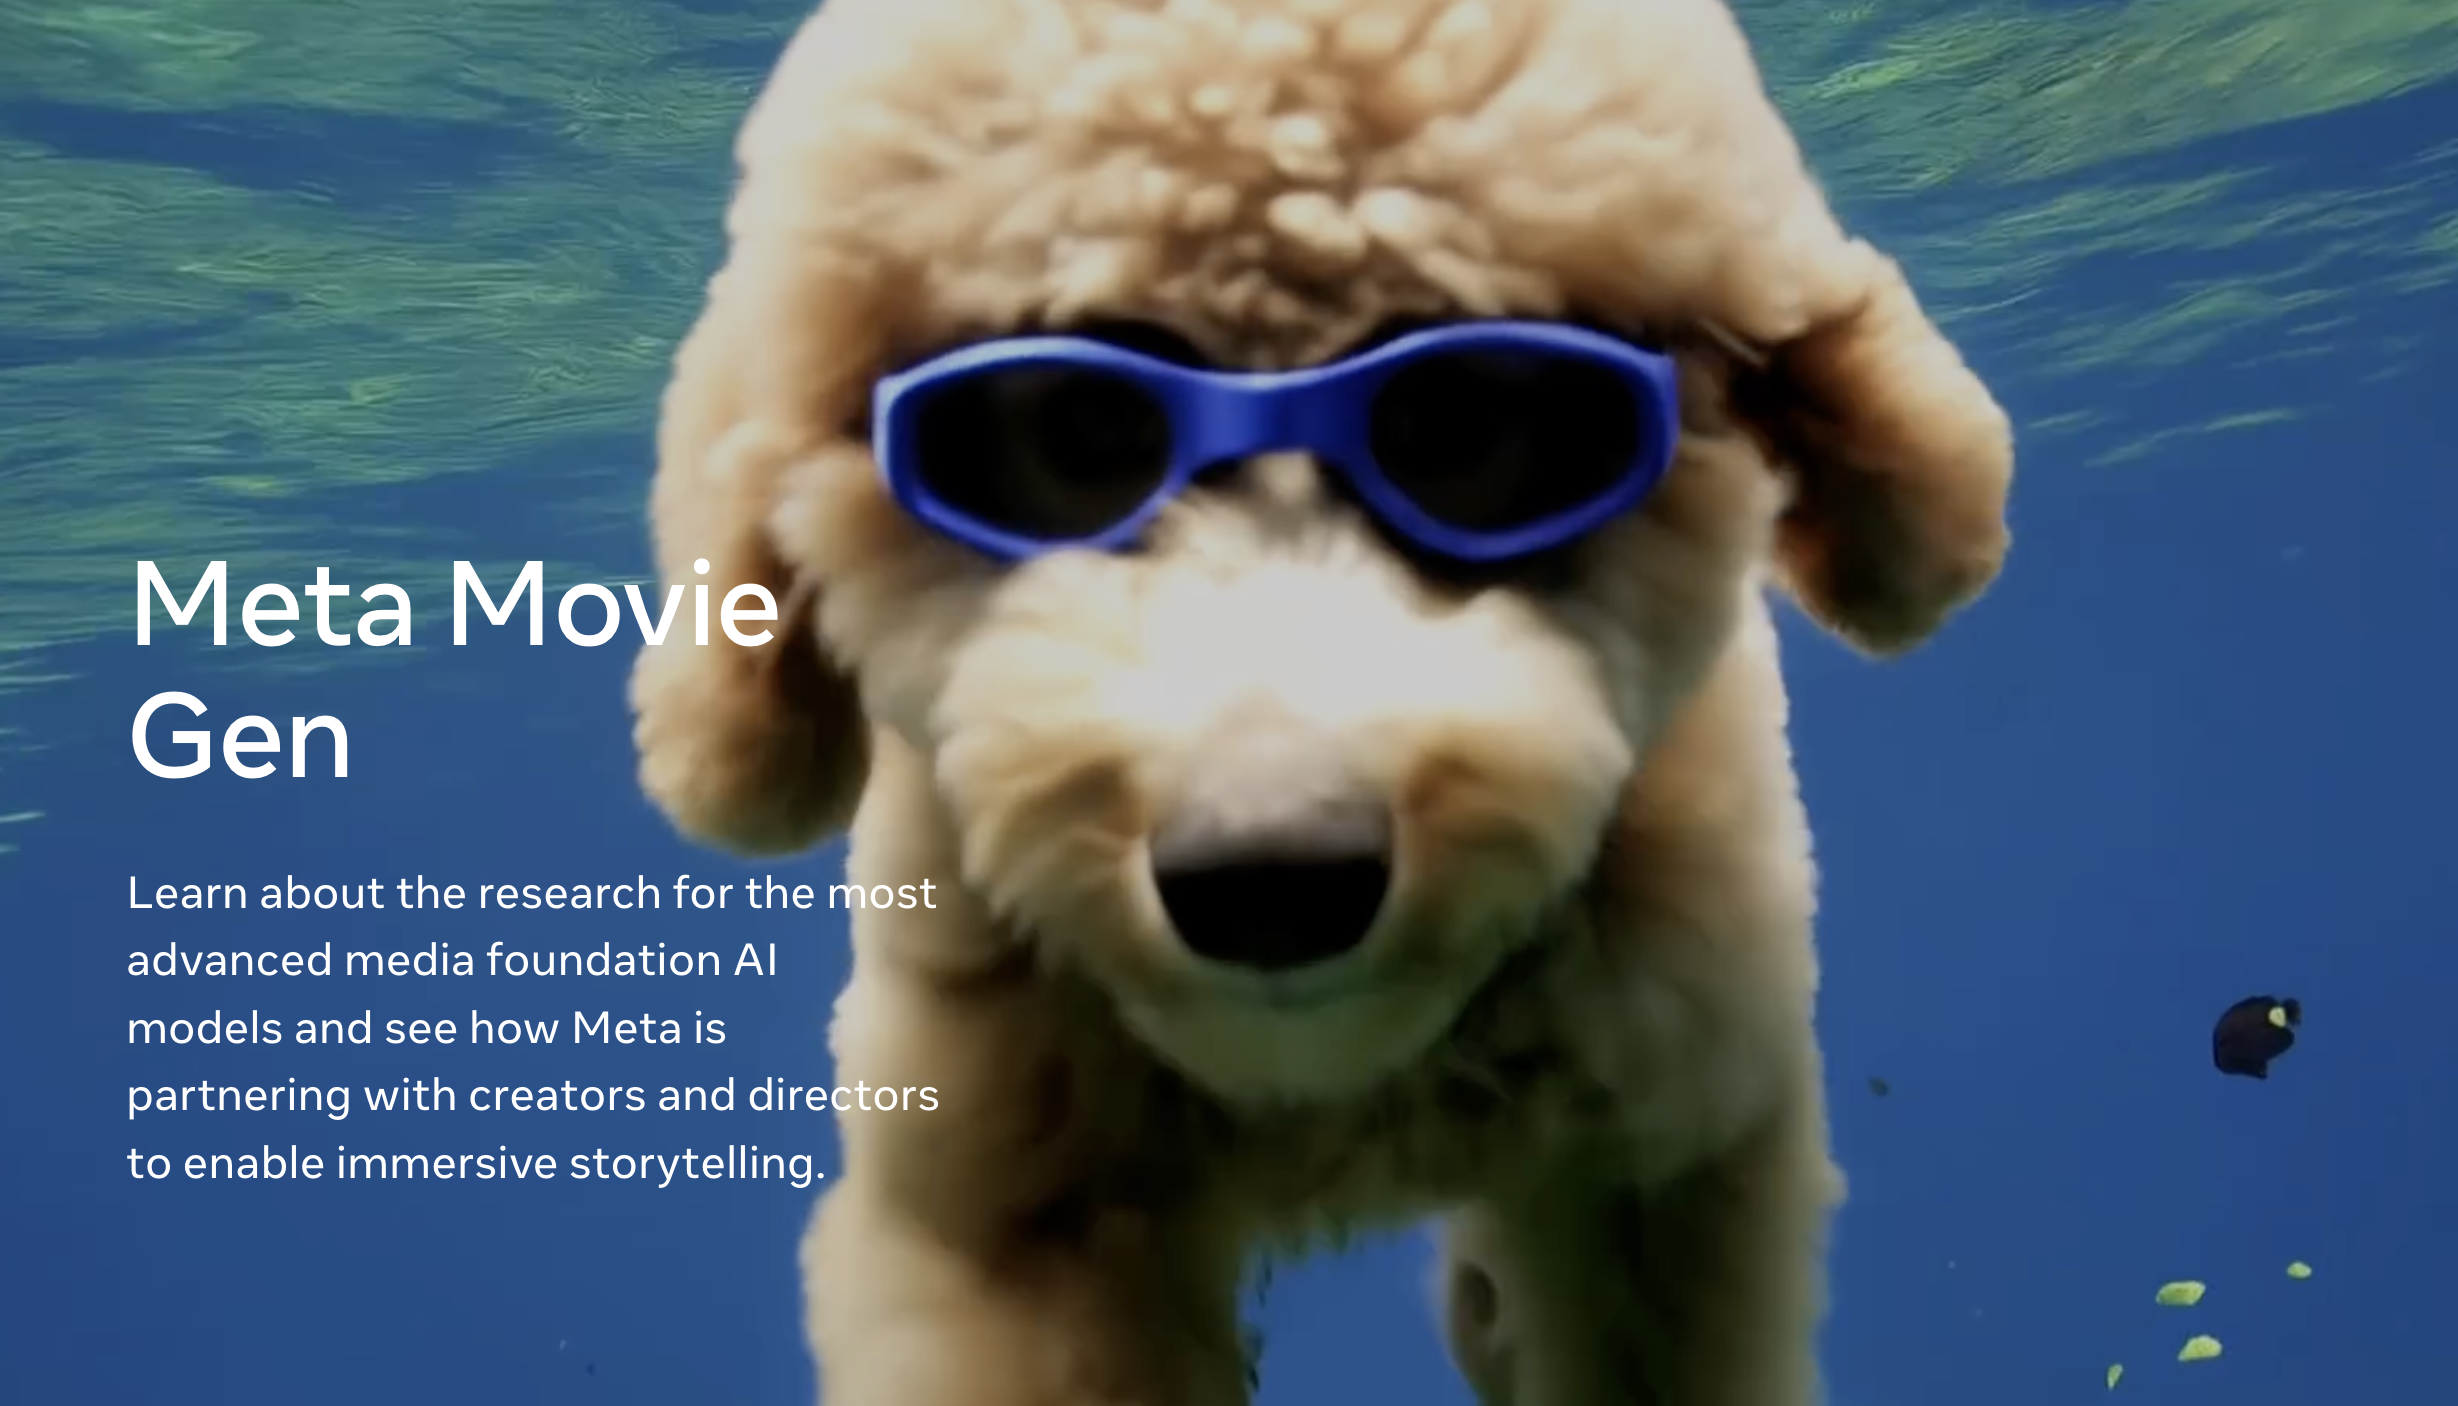 Meta Movie
Gen
Learn about the research for the most
advanced media foundation AI
models and see how Meta is
partnering with creators and directors
to enable immersive storytelling.